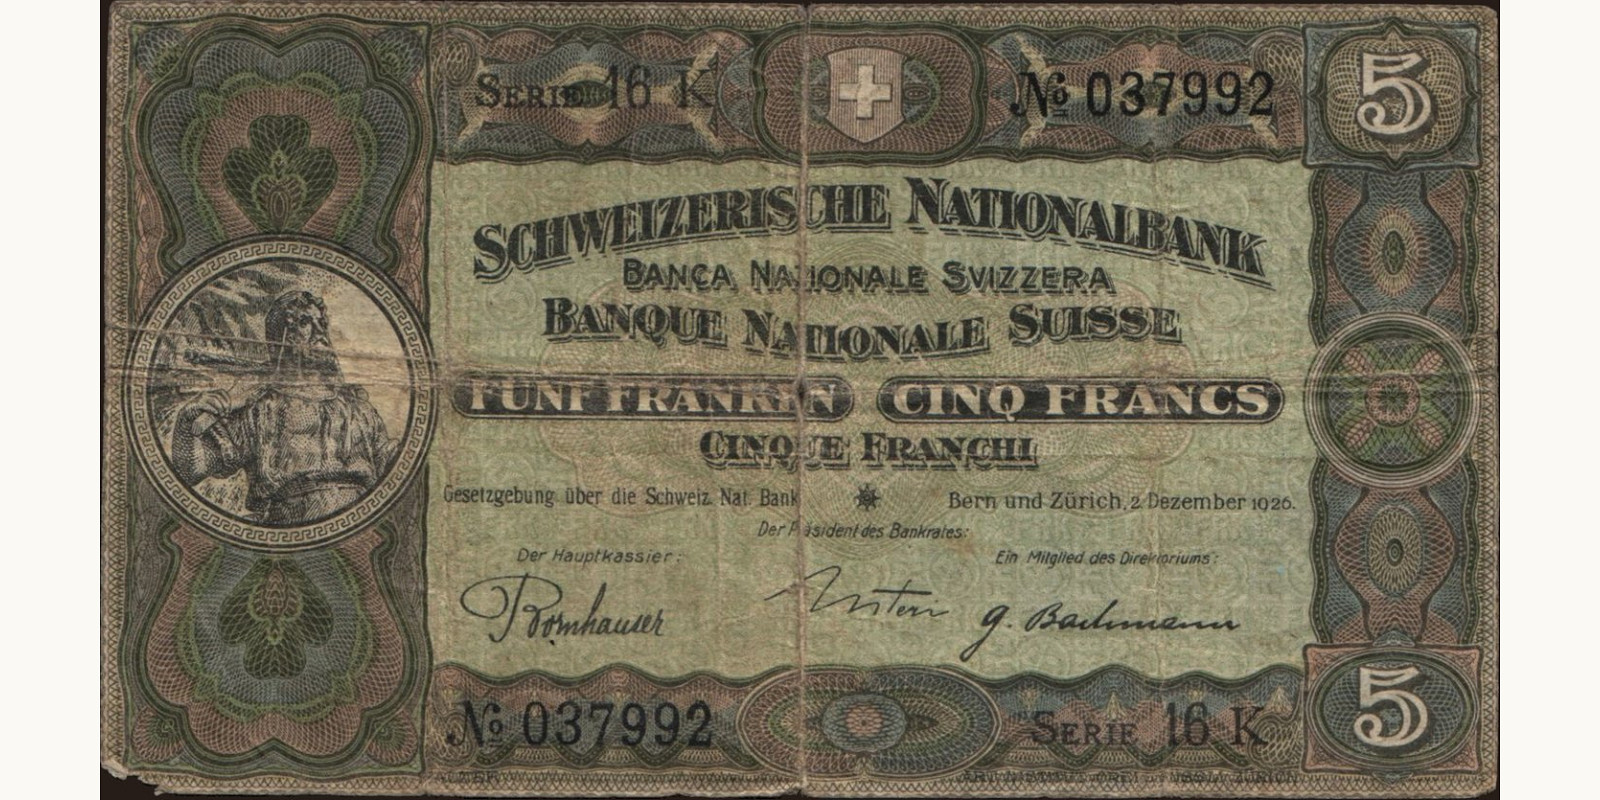 SERIE 16 K
№ 037992
5
SCHWEIZERISCHE NATIONALBANK
BANCA NAZIONALE SVIZZERA
BANQUE NATIONALE SUISSE
FÜNF FRANKEN CINQ FRANCS
CINQUE FRANCHI
Gesetzgebung über die Schweiz. Nat. Bank Bern und Zürich, 2 Dezember 1926.
Der Präsident des Bankrates:
Der Hauptkassier: Ein Mitglied des Direktoriums:
Bornhauser G. Bachmann
№ 037992
SERIE 16 K
5